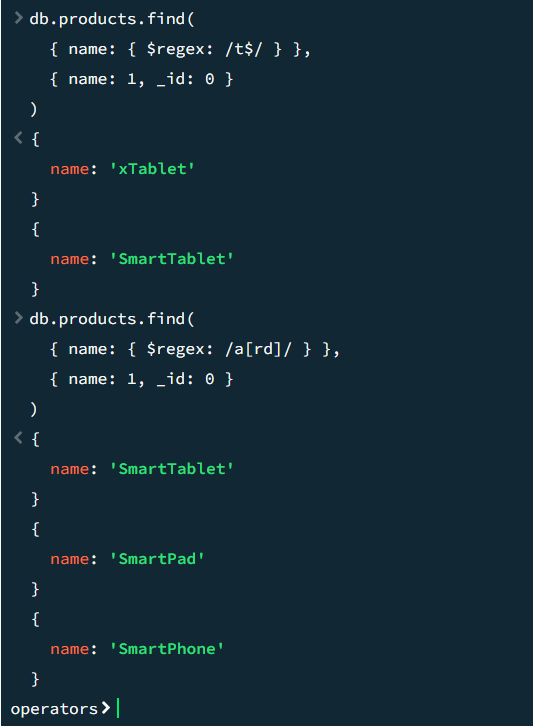 > db.products.find(
{ name: { $regex: /t$/ } },
{ name: 1, _id: 0 }
)
< {
name: 'xTablet'
}
{
name: 'SmartTablet'
}
> db.products.find(
{ name: { $regex: /a[rd]/ } },
{ name: 1, _id: 0 }
)
< {
name: 'SmartTablet'
}
{
name: 'SmartPad'
}
{
name: 'SmartPhone'
}
operators>